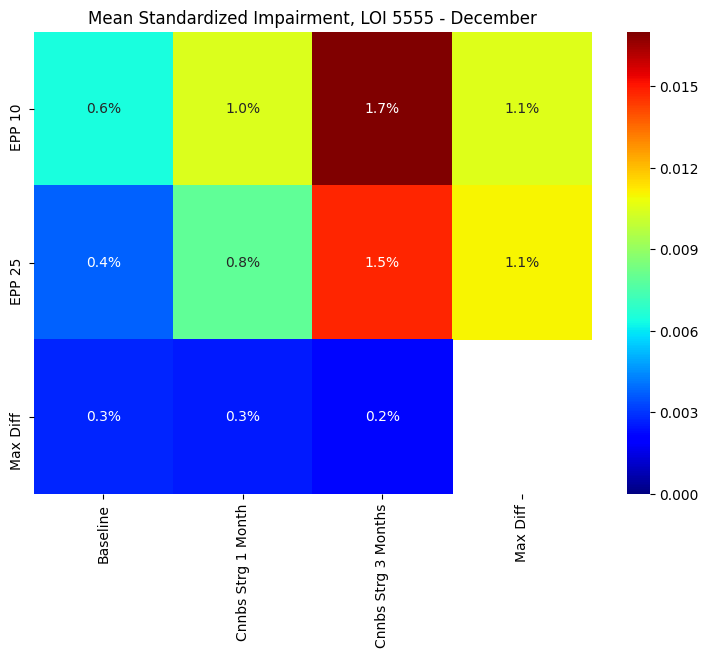 Mean Standardized Impairment, LOI 5555 - December
EPP 10
0.6%
1.0%
1.7%
1.1%
EPP 25
0.4%
0.8%
1.5%
1.1%
Max Diff
0.3%
0.3%
0.2%
Baseline
Cnnbs Strg 1 Month
Cnnbs Strg 3 Months
Max Diff
0.015
0.012
0.009
0.006
0.003
0.000